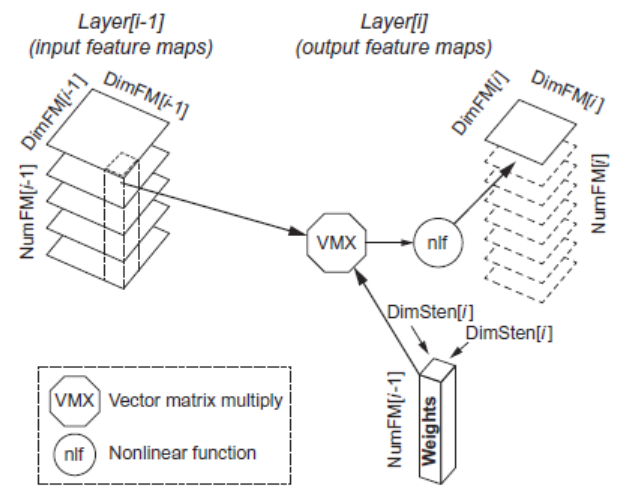 Layer[i-1]
(input feature maps)
Layer[i]
(output feature maps)
DimFM[i-1]
DimFM[i-1]
NumFM[i-1]
DimFM[i]
DimFM[i]
NumFM[i]
VMX
nlf
DimSten[i]
DimSten[i]
NumFM[i-1]
Weights
VMX Vector matrix multiply
nlf Nonlinear function